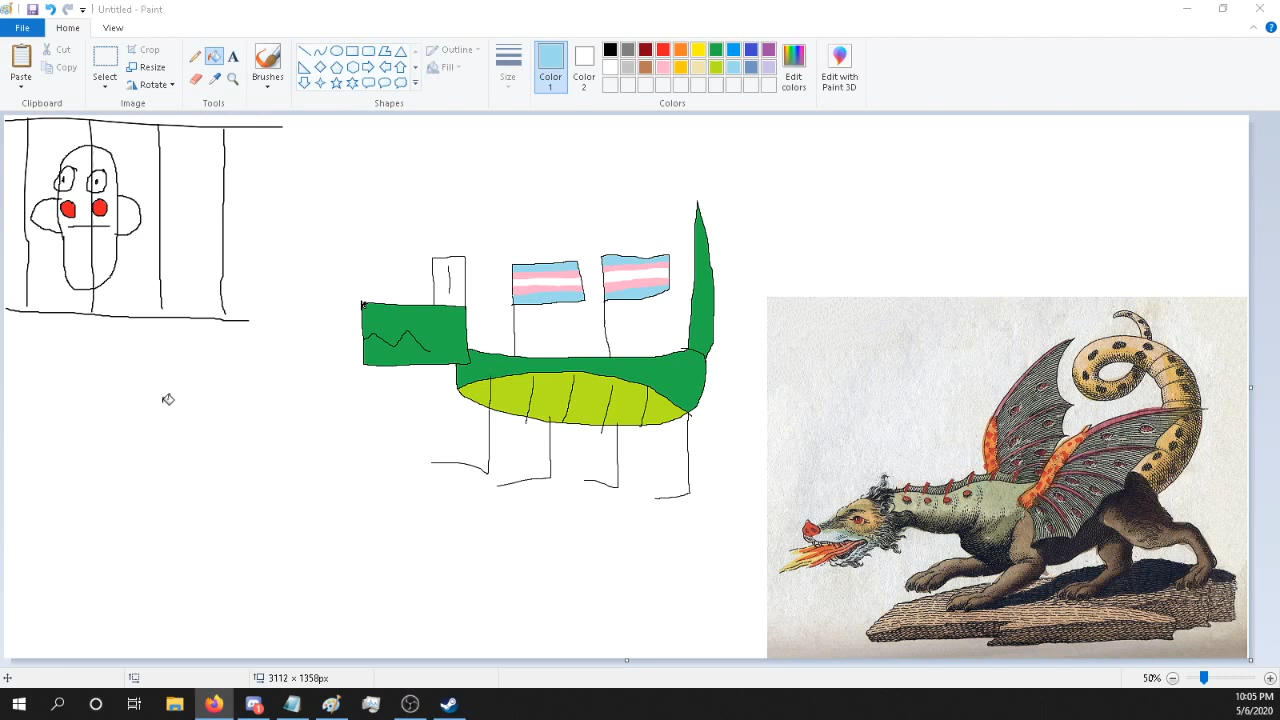 Untitled - Paint
File Home View
Paste
Cut
Copy
Clipboard
Select
Crop
Resize
Rotate
Image
A
Tools
Brushes
Shapes
Outline
Fill
Size
Color 1
Color 2
Edit colors
Colors
Edit with Paint 3D
3112 × 1358px
50%
10:05 PM
5/6/2020